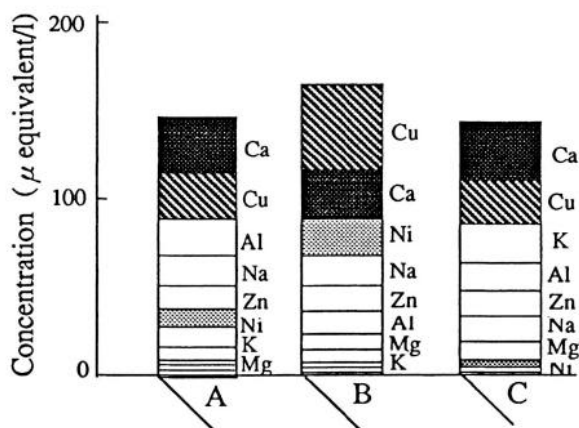 Concentration ( μ equivalent/l )
200
100
0
Ca
Cu
Al
Na
Zn
Ni
K
Mg
A
Cu
Ca
Ni
Na
Zn
Al
Mg
K
B
Ca
Cu
K
Al
Zn
Na
Mg
Ni
C